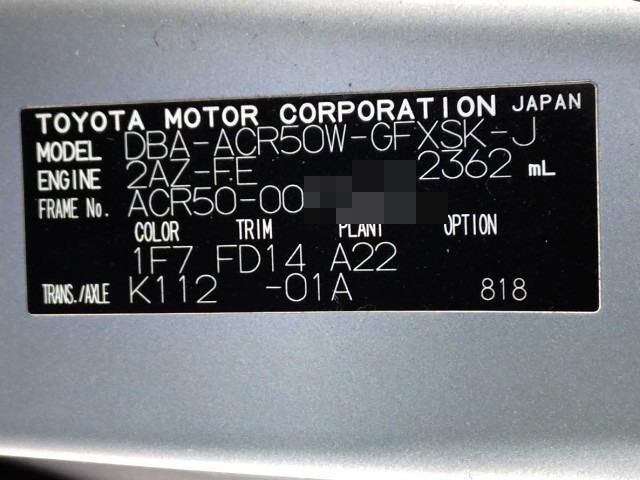 TOYOTA MOTOR CORPORATION JAPAN
MODEL DBA-ACR50W-GFXSK-J
ENGINE 2AZ-FE 2362 mL
FRAME No. ACR50-00
COLOR TRIM PLANT OPTION
1F7 FD14 A22
TRANS./AXLE K112 -01A 818